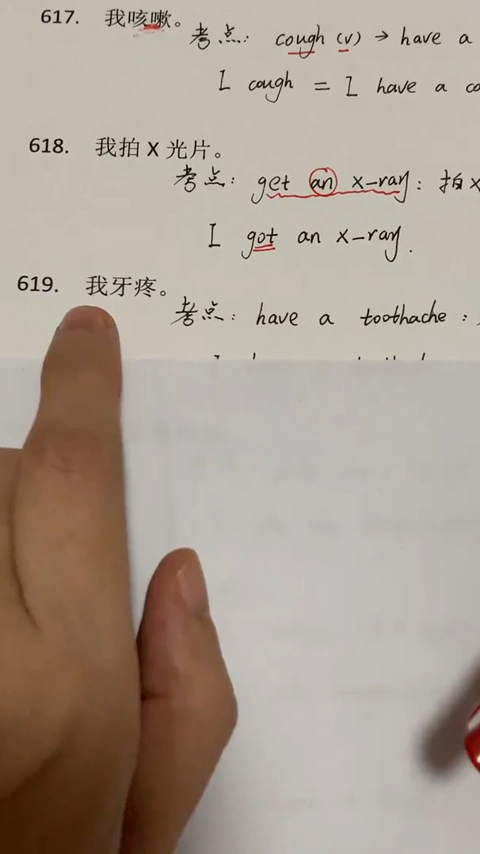 617. 我咳嗽。
考点: cough (v) → have a
I cough = I have a
618. 我拍 X 光片。
考点: get an x-ray: 拍
I got an x-ray.
619. 我牙疼。
考点: have a toothache: